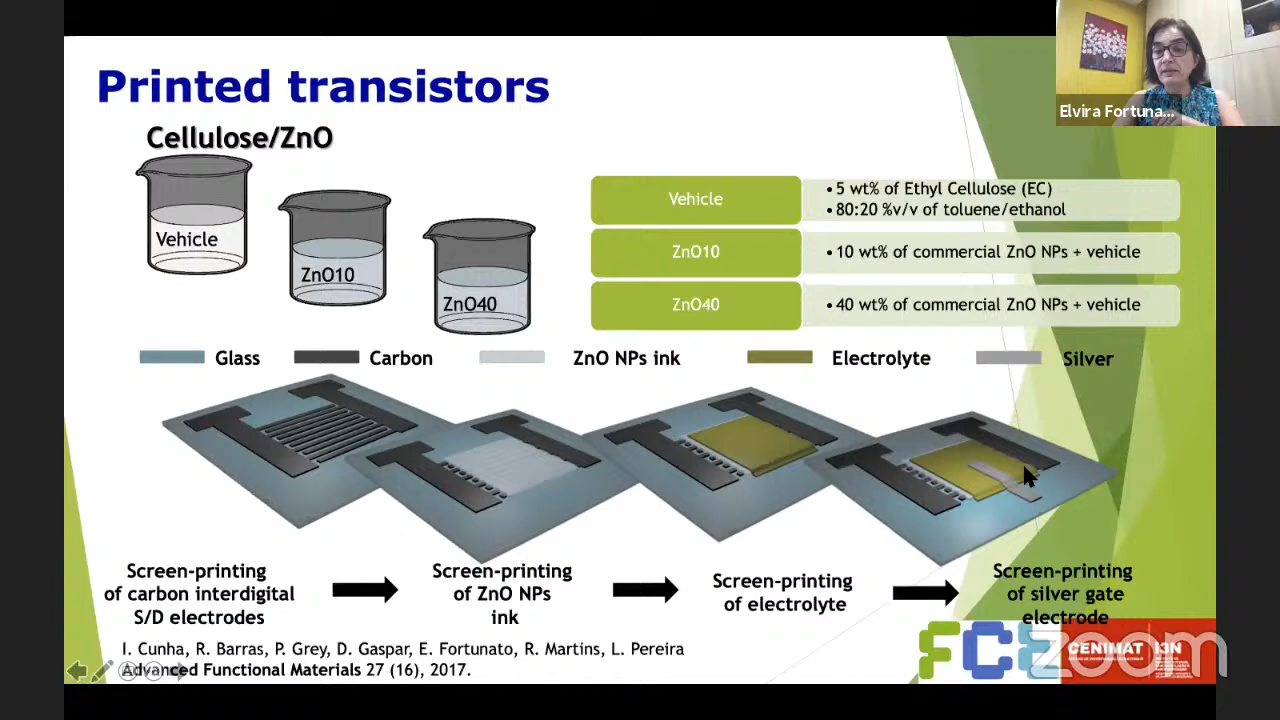 Printed transistors
Elvira Fortuna...
Cellulose/ZnO
Vehicle
ZnO10
ZnO40
Vehicle
• 5 wt% of Ethyl Cellulose (EC)
• 80:20 %v/v of toluene/ethanol
ZnO10
• 10 wt% of commercial ZnO NPs + vehicle
ZnO40
• 40 wt% of commercial ZnO NPs + vehicle
Glass
Carbon
ZnO NPs ink
Electrolyte
Silver
Screen-printing
of carbon interdigital
S/D electrodes
Screen-printing
of ZnO NPs
ink
Screen-printing
of electrolyte
Screen-printing
of silver gate
electrode
I. Cunha, R. Barras, P. Grey, D. Gaspar, E. Fortunato, R. Martins, L. Pereira
Advanced Functional Materials 27 (16), 2017.
zoom
CENIMAT i3N